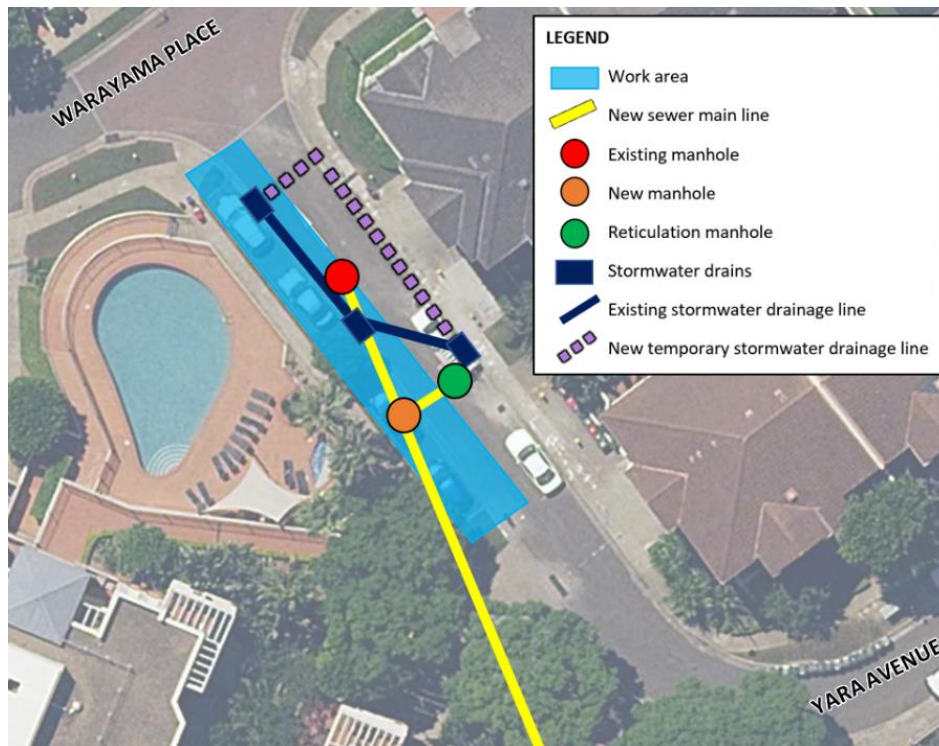 WARAYAMA PLACE
LEGEND
Work area
New sewer main line
Existing manhole
New manhole
Reticulation manhole
Stormwater drains
Existing stormwater drainage line
New temporary stormwater drainage line
YARA AVENUE